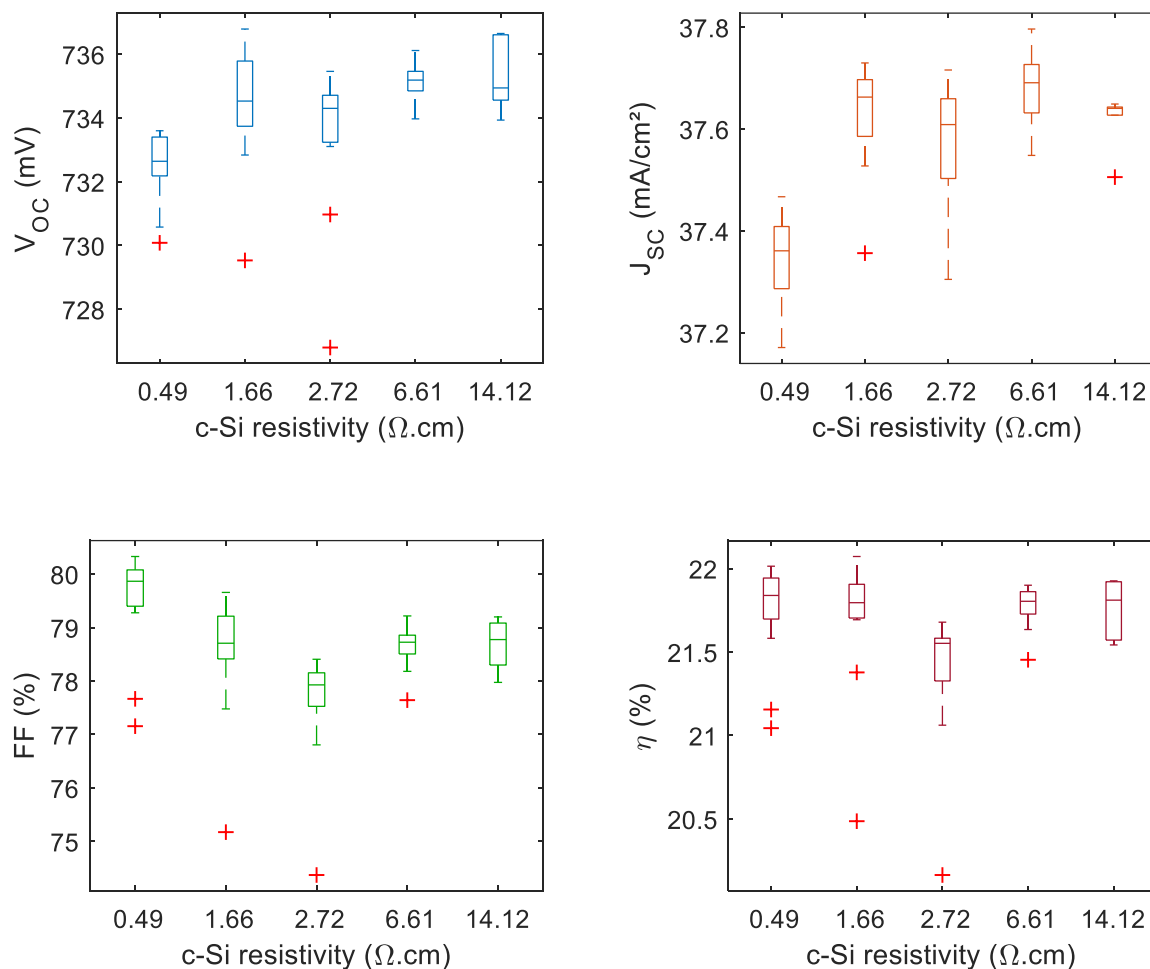 V_OC (mV)
736
734
732
730
728
0.49 1.66 2.72 6.61 14.12
c-Si resistivity (Ω.cm)
J_SC (mA/cm²)
37.8
37.6
37.4
37.2
0.49 1.66 2.72 6.61 14.12
c-Si resistivity (Ω.cm)
FF (%)
80
79
78
77
76
75
0.49 1.66 2.72 6.61 14.12
c-Si resistivity (Ω.cm)
η (%)
22
21.5
21
20.5
0.49 1.66 2.72 6.61 14.12
c-Si resistivity (Ω.cm)